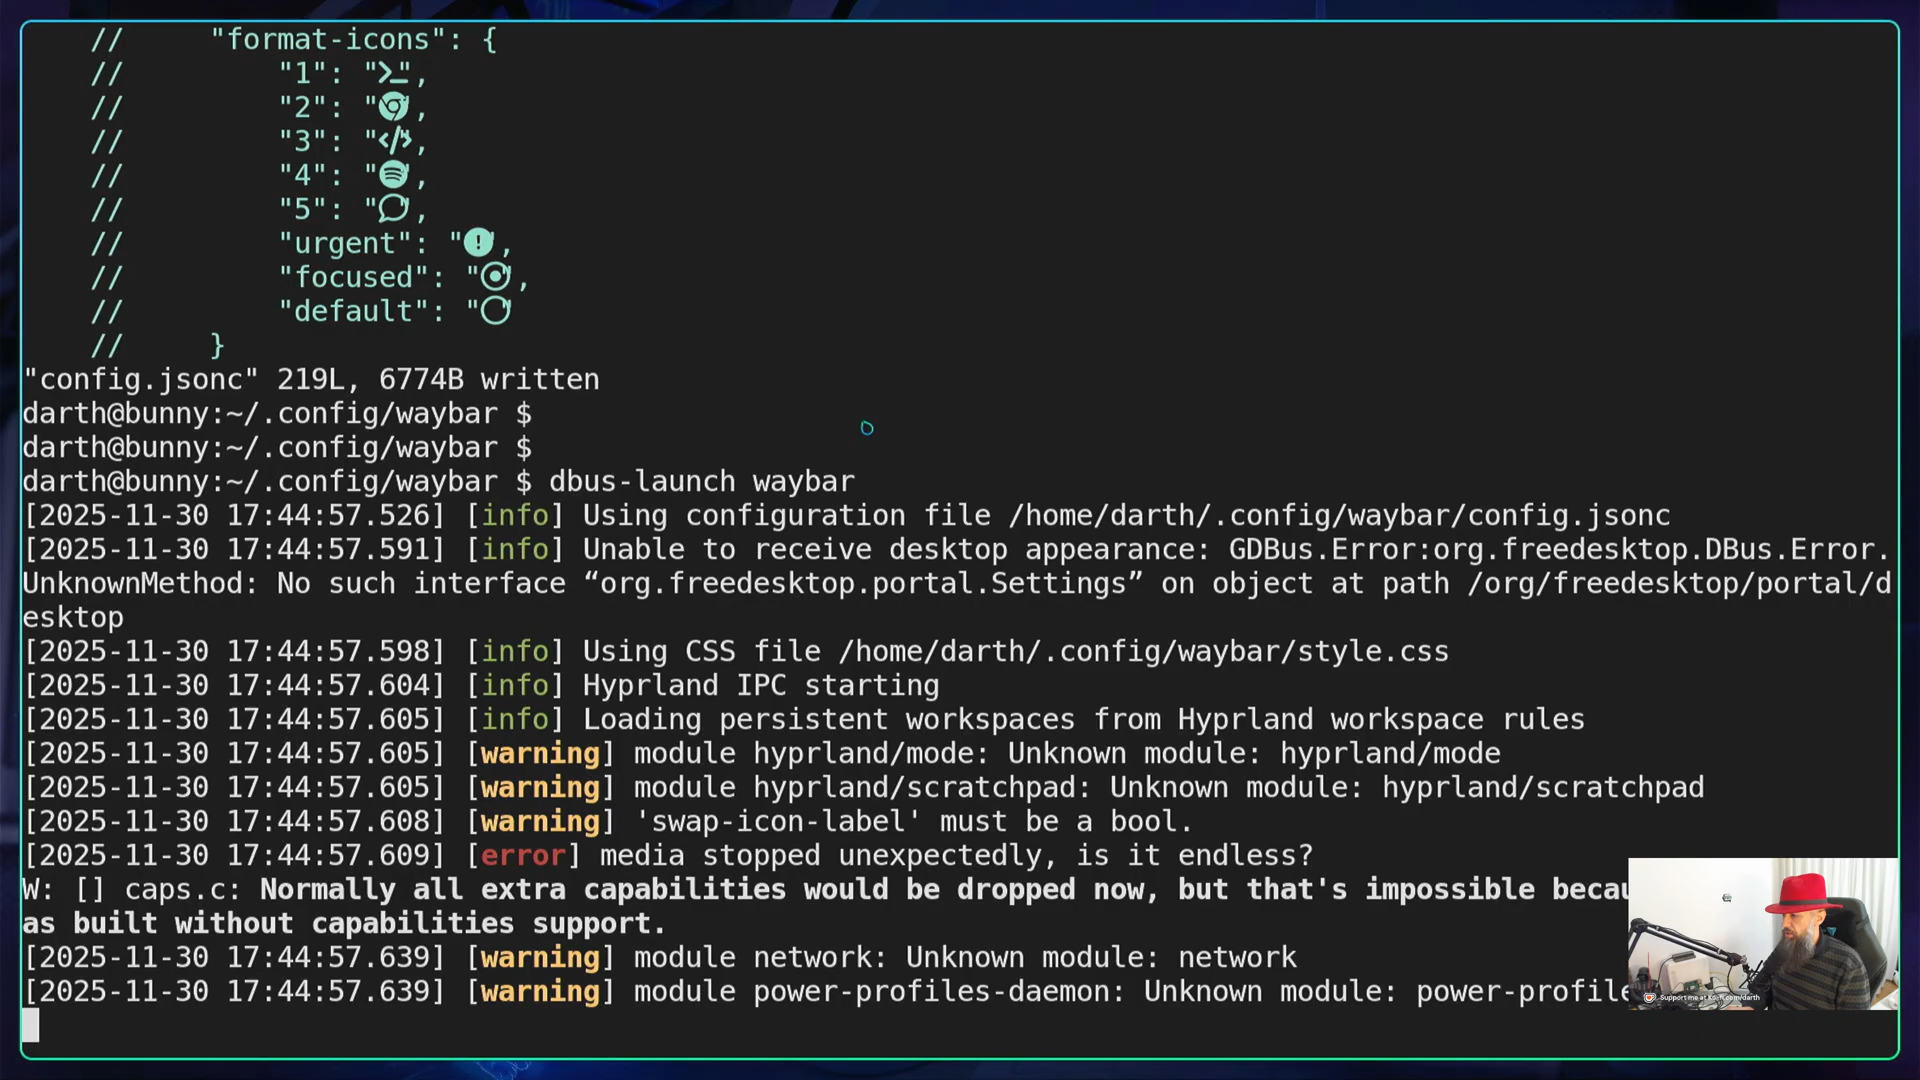 //     "format-icons": {
//         "1": "",
//         "2": "",
//         "3": "",
//         "4": "",
//         "5": "",
//         "urgent": "",
//         "focused": "",
//         "default": ""
//     }
"config.jsonc" 219L, 6774B written
darth@bunny:~/.config/waybar $
darth@bunny:~/.config/waybar $
darth@bunny:~/.config/waybar $ dbus-launch waybar
[2025-11-30 17:44:57.526] [info] Using configuration file /home/darth/.config/waybar/config.jsonc
[2025-11-30 17:44:57.591] [info] Unable to receive desktop appearance: GDBus.Error:org.freedesktop.DBus.Error.
UnknownMethod: No such interface “org.freedesktop.portal.Settings” on object at path /org/freedesktop/portal/d
esktop
[2025-11-30 17:44:57.598] [info] Using CSS file /home/darth/.config/waybar/style.css
[2025-11-30 17:44:57.604] [info] Hyprland IPC starting
[2025-11-30 17:44:57.605] [info] Loading persistent workspaces from Hyprland workspace rules
[2025-11-30 17:44:57.605] [warning] module hyprland/mode: Unknown module: hyprland/mode
[2025-11-30 17:44:57.605] [warning] module hyprland/scratchpad: Unknown module: hyprland/scratchpad
[2025-11-30 17:44:57.608] [warning] 'swap-icon-label' must be a bool.
[2025-11-30 17:44:57.609] [error] media stopped unexpectedly, is it endless?
W: [] caps.c: Normally all extra capabilities would be dropped now, but that's impossible becau
as built without capabilities support.
[2025-11-30 17:44:57.639] [warning] module network: Unknown module: network
[2025-11-30 17:44:57.639] [warning] module power-profiles-daemon: Unknown module: power-profile
Support me at Ko-fi.com/darth